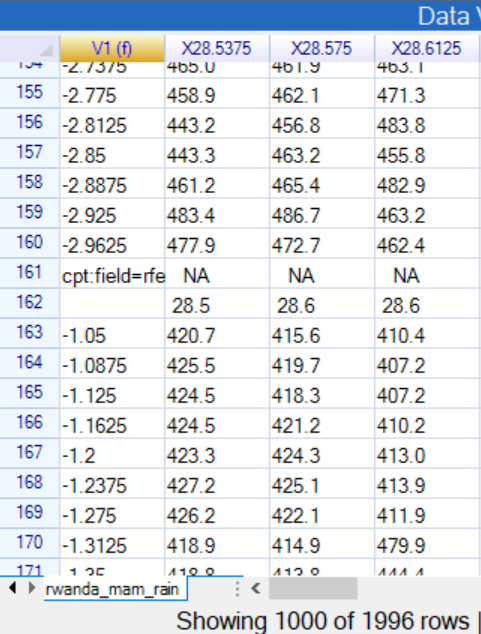 Data V
V1 (f) X28.5375 X28.575 X28.6125
154 -2.7375 465.0 461.9 463.1
155 -2.775 458.9 462.1 471.3
156 -2.8125 443.2 456.8 483.8
157 -2.85 443.3 463.2 455.8
158 -2.8875 461.2 465.4 482.9
159 -2.925 483.4 486.7 463.2
160 -2.9625 477.9 472.7 462.4
161 cpt:field=rfe NA NA NA
162 28.5 28.6 28.6
163 -1.05 420.7 415.6 410.4
164 -1.0875 425.5 419.7 407.2
165 -1.125 424.5 418.3 407.2
166 -1.1625 424.5 421.2 410.2
167 -1.2 423.3 424.3 413.0
168 -1.2375 427.2 425.1 413.9
169 -1.275 426.2 422.1 411.9
170 -1.3125 418.9 414.9 479.9
171 -1.35 418.8 413.8 444.4
rwanda_mam_rain
Showing 1000 of 1996 rows |